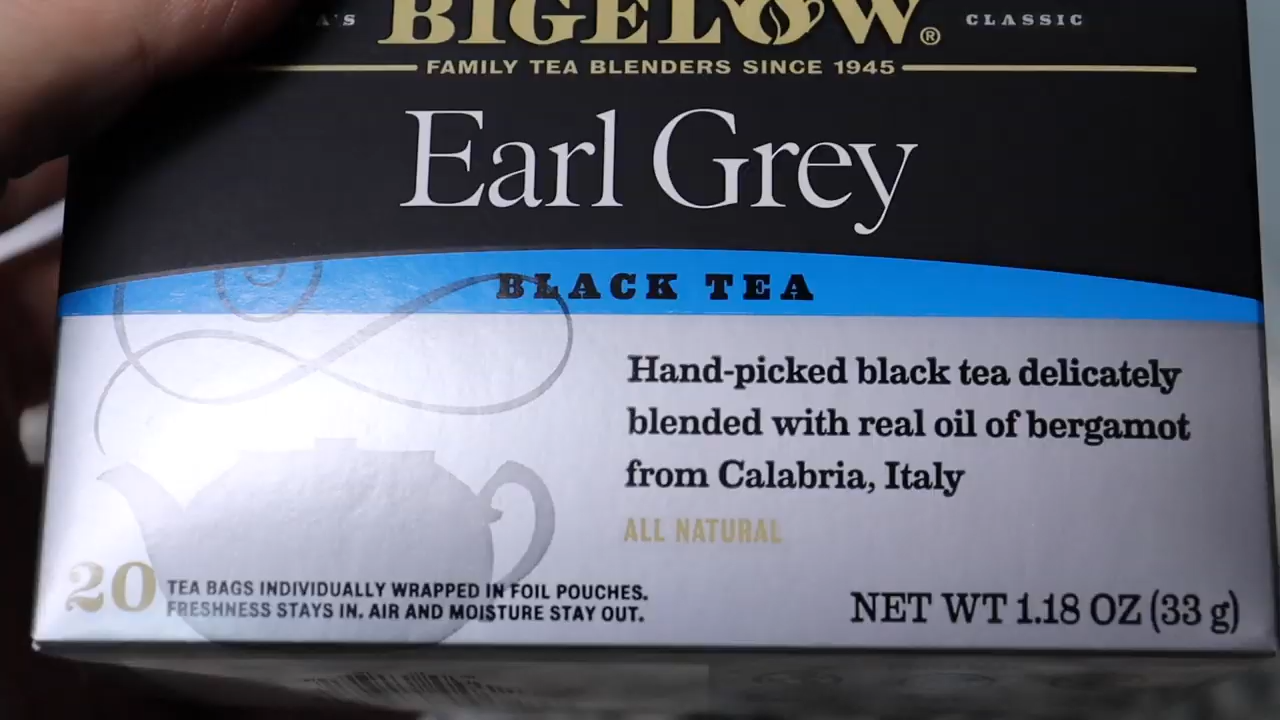 BIGELOW® CLASSIC
FAMILY TEA BLENDERS SINCE 1945
Earl Grey
BLACK TEA
Hand-picked black tea delicately
blended with real oil of bergamot
from Calabria, Italy
ALL NATURAL
20 TEA BAGS INDIVIDUALLY WRAPPED IN FOIL POUCHES.
FRESHNESS STAYS IN. AIR AND MOISTURE STAY OUT.
NET WT 1.18 OZ (33 g)